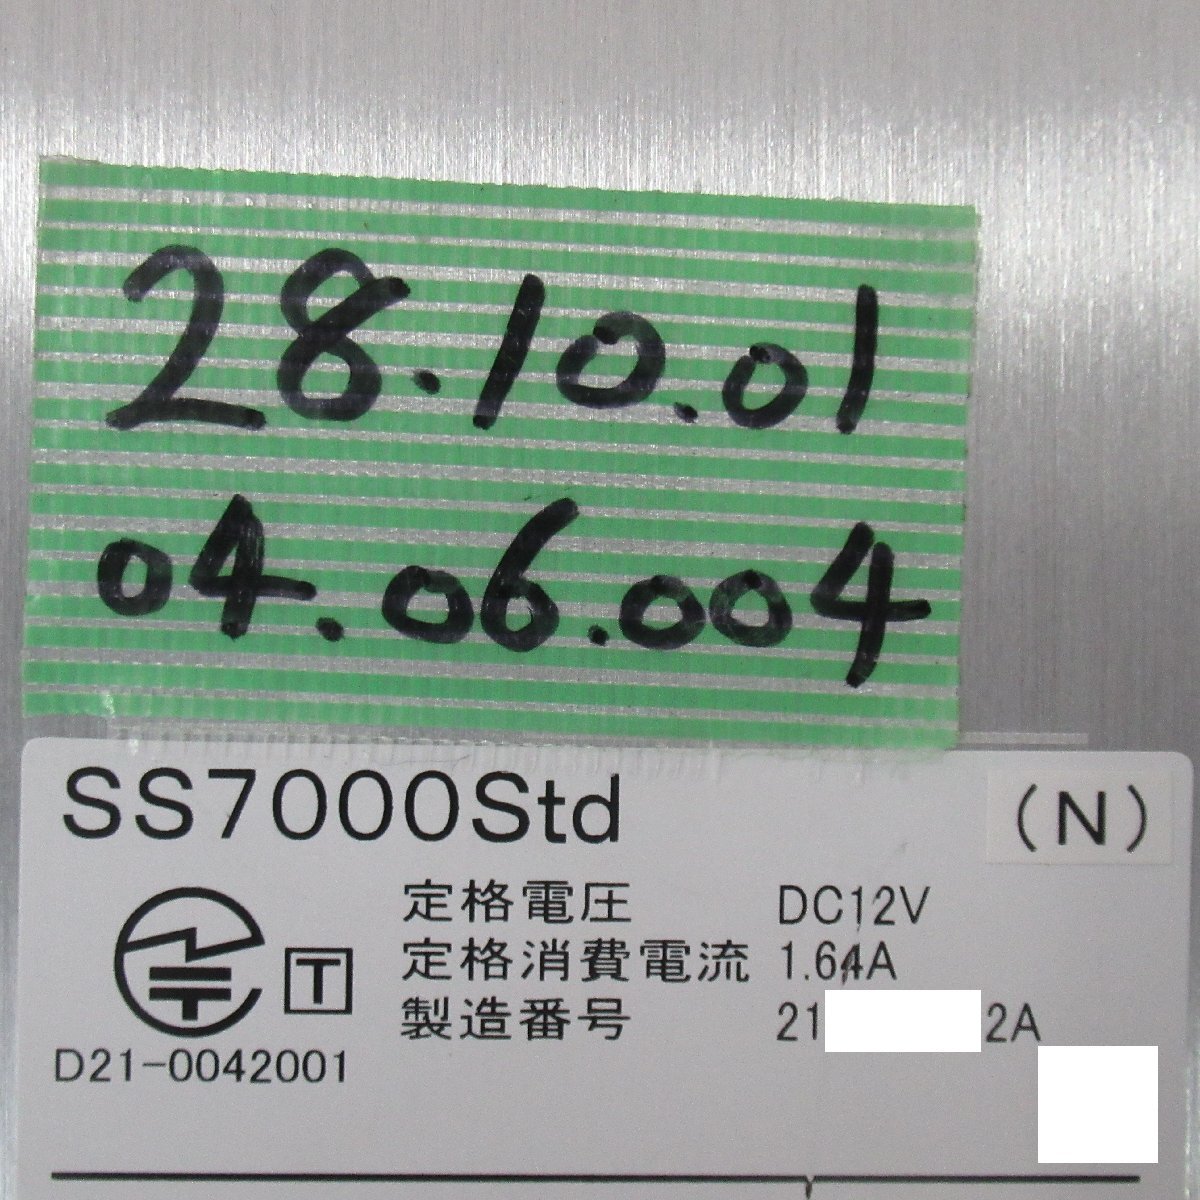 28.10.01
04.06.004
SS7000Std (N)
定格電圧 DC12V
定格消費電流 1.64A
製造番号 21 2A
T
D21-0042001